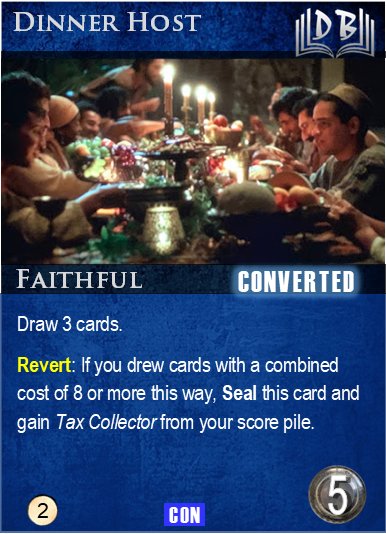 DINNER HOST
DB
FAITHFUL
CONVERTED
Draw 3 cards.
Revert: If you drew cards with a combined
cost of 8 or more this way, Seal this card and
gain Tax Collector from your score pile.
2
CON
5